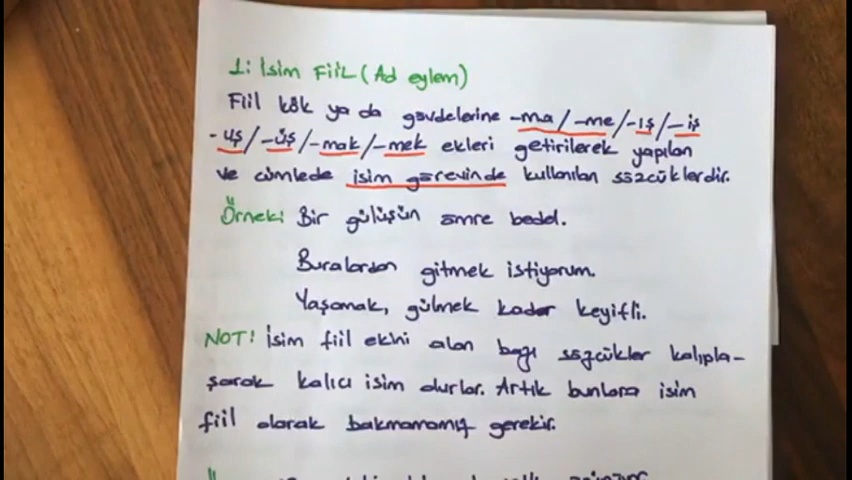 1: İsim Fiil (Ad eylem)
Fiil kök ya da gövdelerine -ma/-me/-ış/-iş
-uş/-üş/-mak/-mek ekleri getirilerek yapılan
ve cümlede isim görevinde kullanılan sözcüklerdir.
Örnek: Bir gülüşün ömre bedel.
Buralardan gitmek istiyorum.
Yaşamak, gülmek kadar keyifli.
NOT: İsim fiil ekini alan bazı sözcükler kalıpla-
şarak kalıcı isim olurlar. Artık bunlara isim
fiil olarak bakmamamız gerekir.